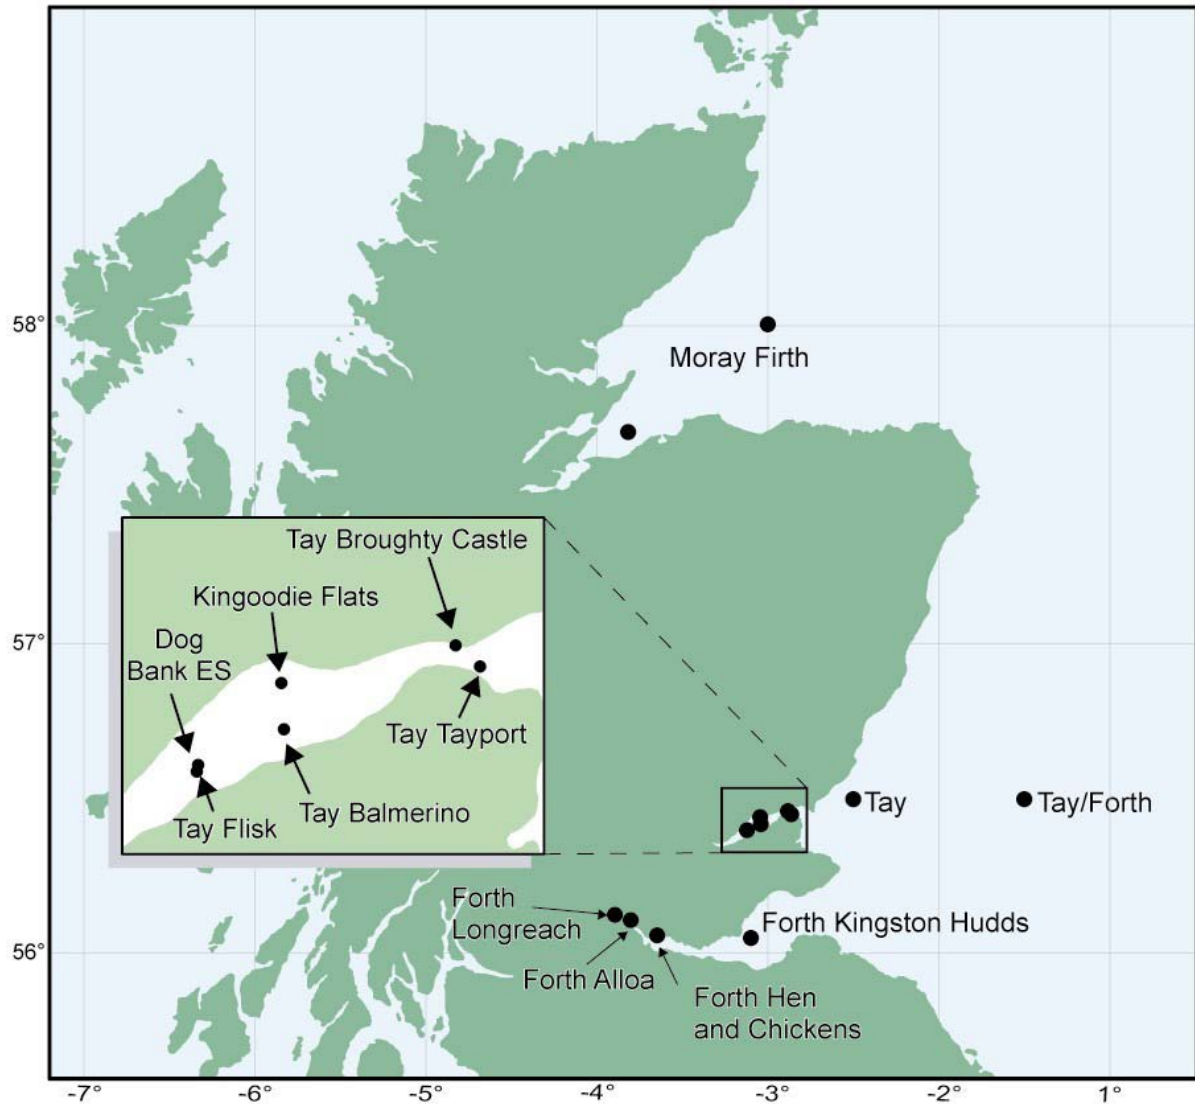 58°
Moray Firth
Tay Broughty Castle
Kingoodie Flats
Dog
Bank ES
57°
Tay Tayport
Tay Balmerino
Tay Flisk
Tay
Tay/Forth
Forth
Longreach
Forth Kingston Hudds
56°
Forth Alloa
Forth Hen
and Chickens
-7°
-6°
-5°
-4°
-3°
-2°
1°